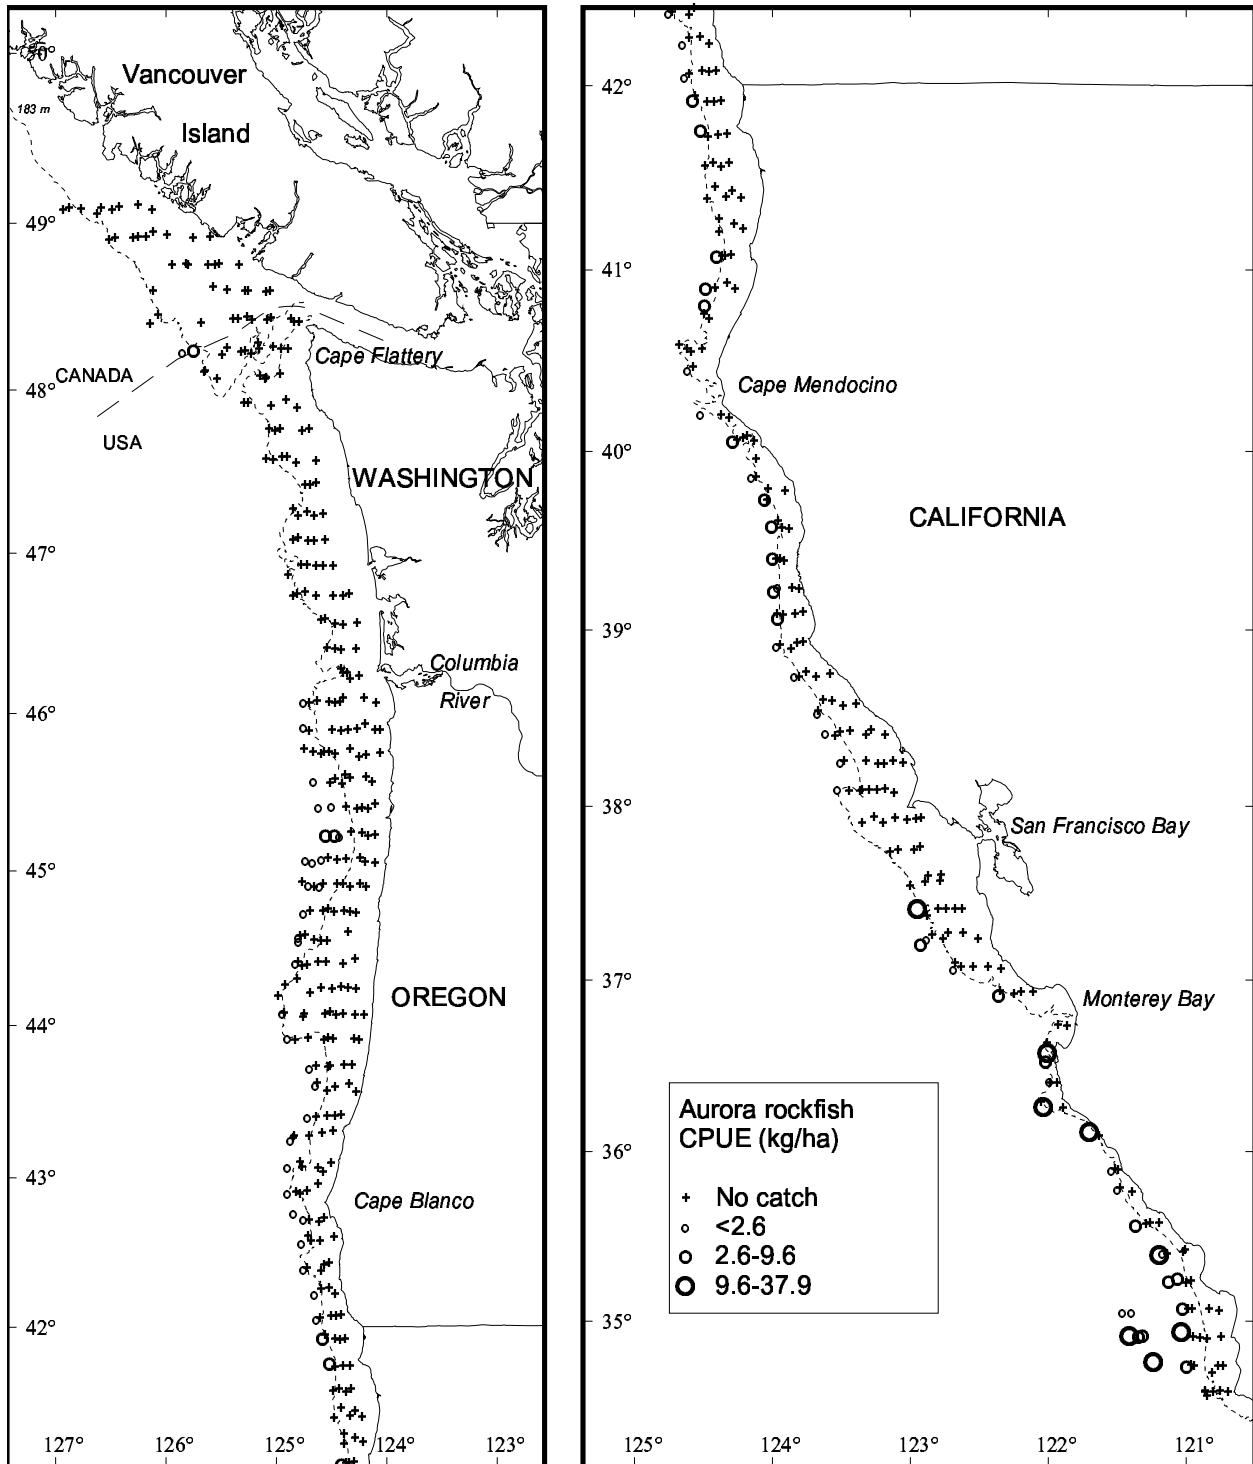 50°
Vancouver
183 m
Island
49°
Cape Flattery
CANADA
48°
USA
WASHINGTON
47°
Columbia
River
46°
45°
OREGON
44°
43°
Cape Blanco
42°
127°
126°
125°
124°
123°
42°
41°
Cape Mendocino
40°
CALIFORNIA
39°
38°
San Francisco Bay
37°
Monterey Bay
Aurora rockfish
CPUE (kg/ha)
36°
No catch
<2.6
2.6-9.6
9.6-37.9
35°
125°
124°
123°
122°
121°